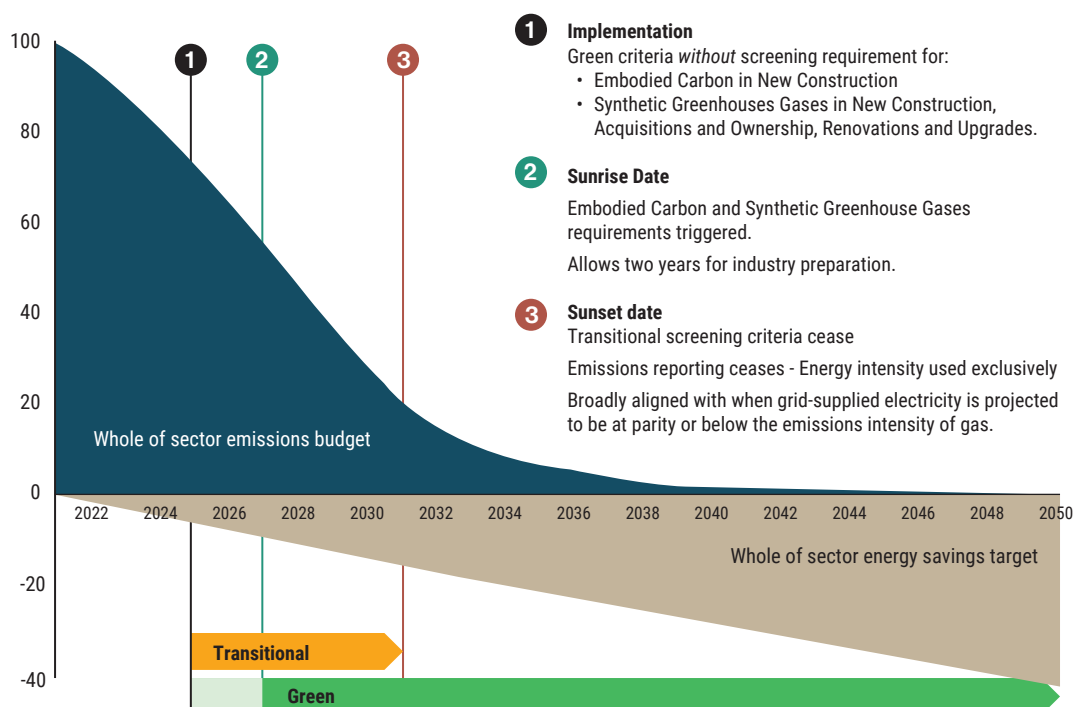 100
80
60
40
20
0
-20
-40
1
2
3
Whole of sector emissions budget
2022 2024 2026 2028 2030 2032 2034 2036 2038 2040 2042 2044 2046 2048 2050
Whole of sector energy savings target
Transitional
Green
1
Implementation
Green criteria without screening requirement for:
• Embodied Carbon in New Construction
• Synthetic Greenhouses Gases in New Construction,
Acquisitions and Ownership, Renovations and Upgrades.
2
Sunrise Date
Embodied Carbon and Synthetic Greenhouse Gases
requirements triggered.
Allows two years for industry preparation.
3
Sunset date
Transitional screening criteria cease
Emissions reporting ceases - Energy intensity used exclusively
Broadly aligned with when grid-supplied electricity is projected
to be at parity or below the emissions intensity of gas.